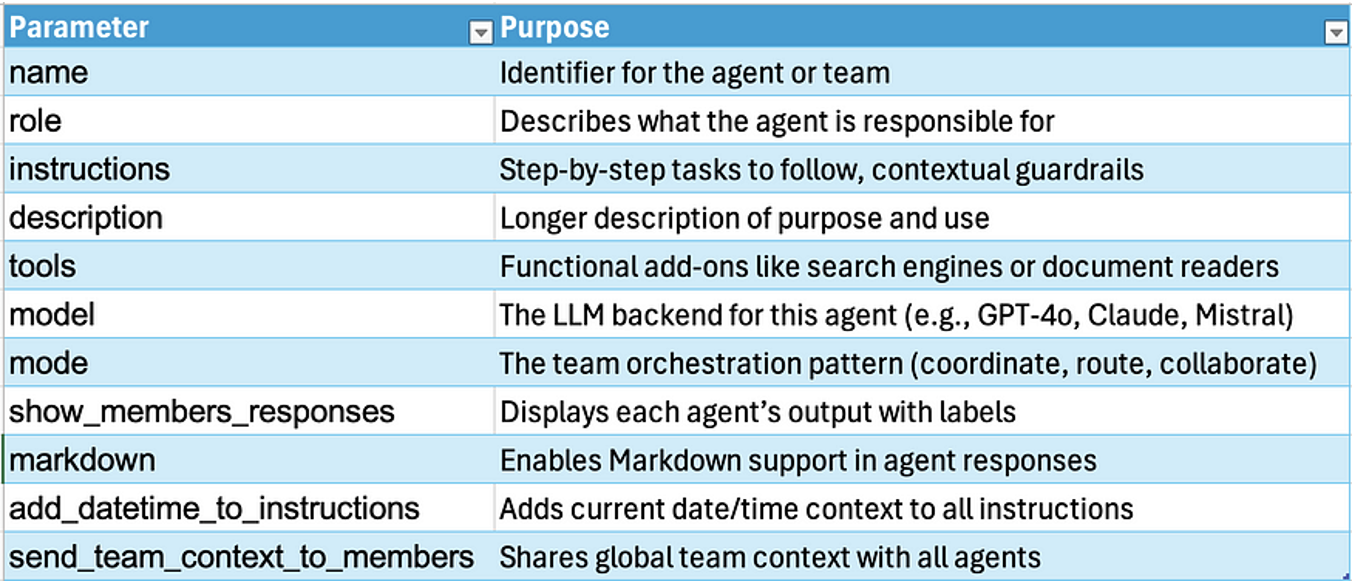 Parameter Purpose
name Identifier for the agent or team
role Describes what the agent is responsible for
instructions Step-by-step tasks to follow, contextual guardrails
description Longer description of purpose and use
tools Functional add-ons like search engines or document readers
model The LLM backend for this agent (e.g., GPT-4o, Claude, Mistral)
mode The team orchestration pattern (coordinate, route, collaborate)
show_members_responses Displays each agent’s output with labels
markdown Enables Markdown support in agent responses
add_datetime_to_instructions Adds current date/time context to all instructions
send_team_context_to_members Shares global team context with all agents